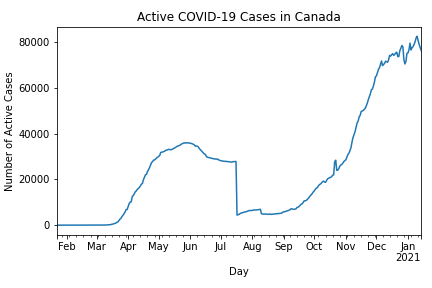 Active COVID-19 Cases in Canada
Number of Active Cases
80000
60000
40000
20000
0
Feb Mar Apr May Jun Jul Aug Sep Oct Nov Dec Jan
2021
Day